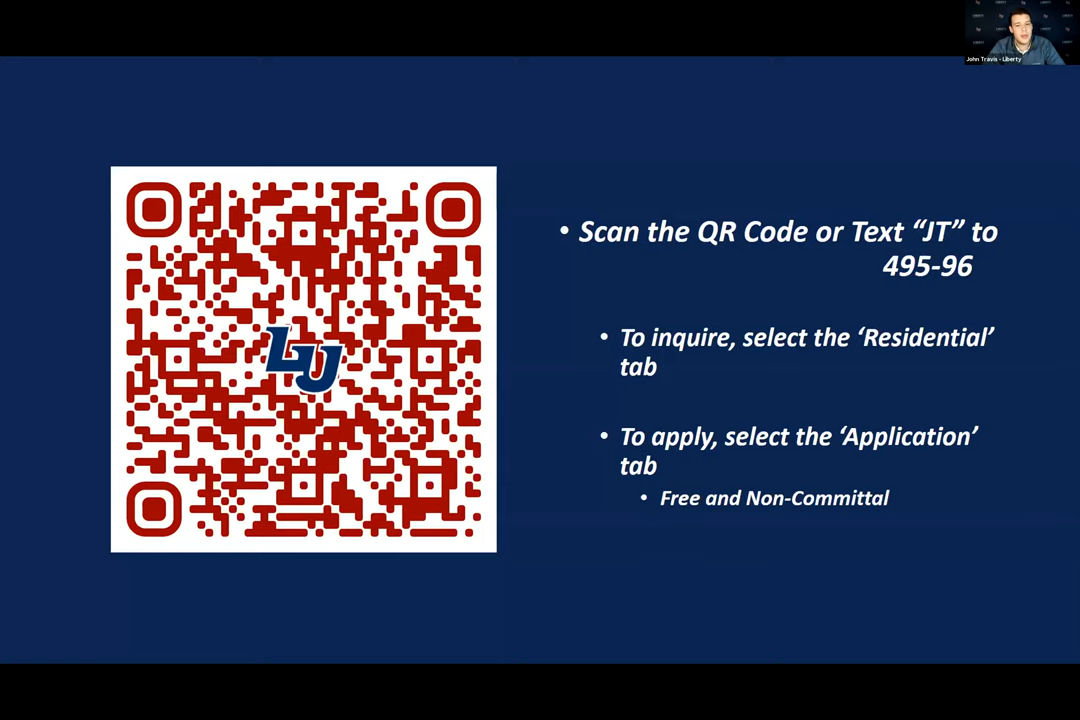 John Travis - Liberty
LU
• Scan the QR Code or Text “JT” to
495-96
• To inquire, select the ‘Residential’
tab
• To apply, select the ‘Application’
tab
• Free and Non-Committal